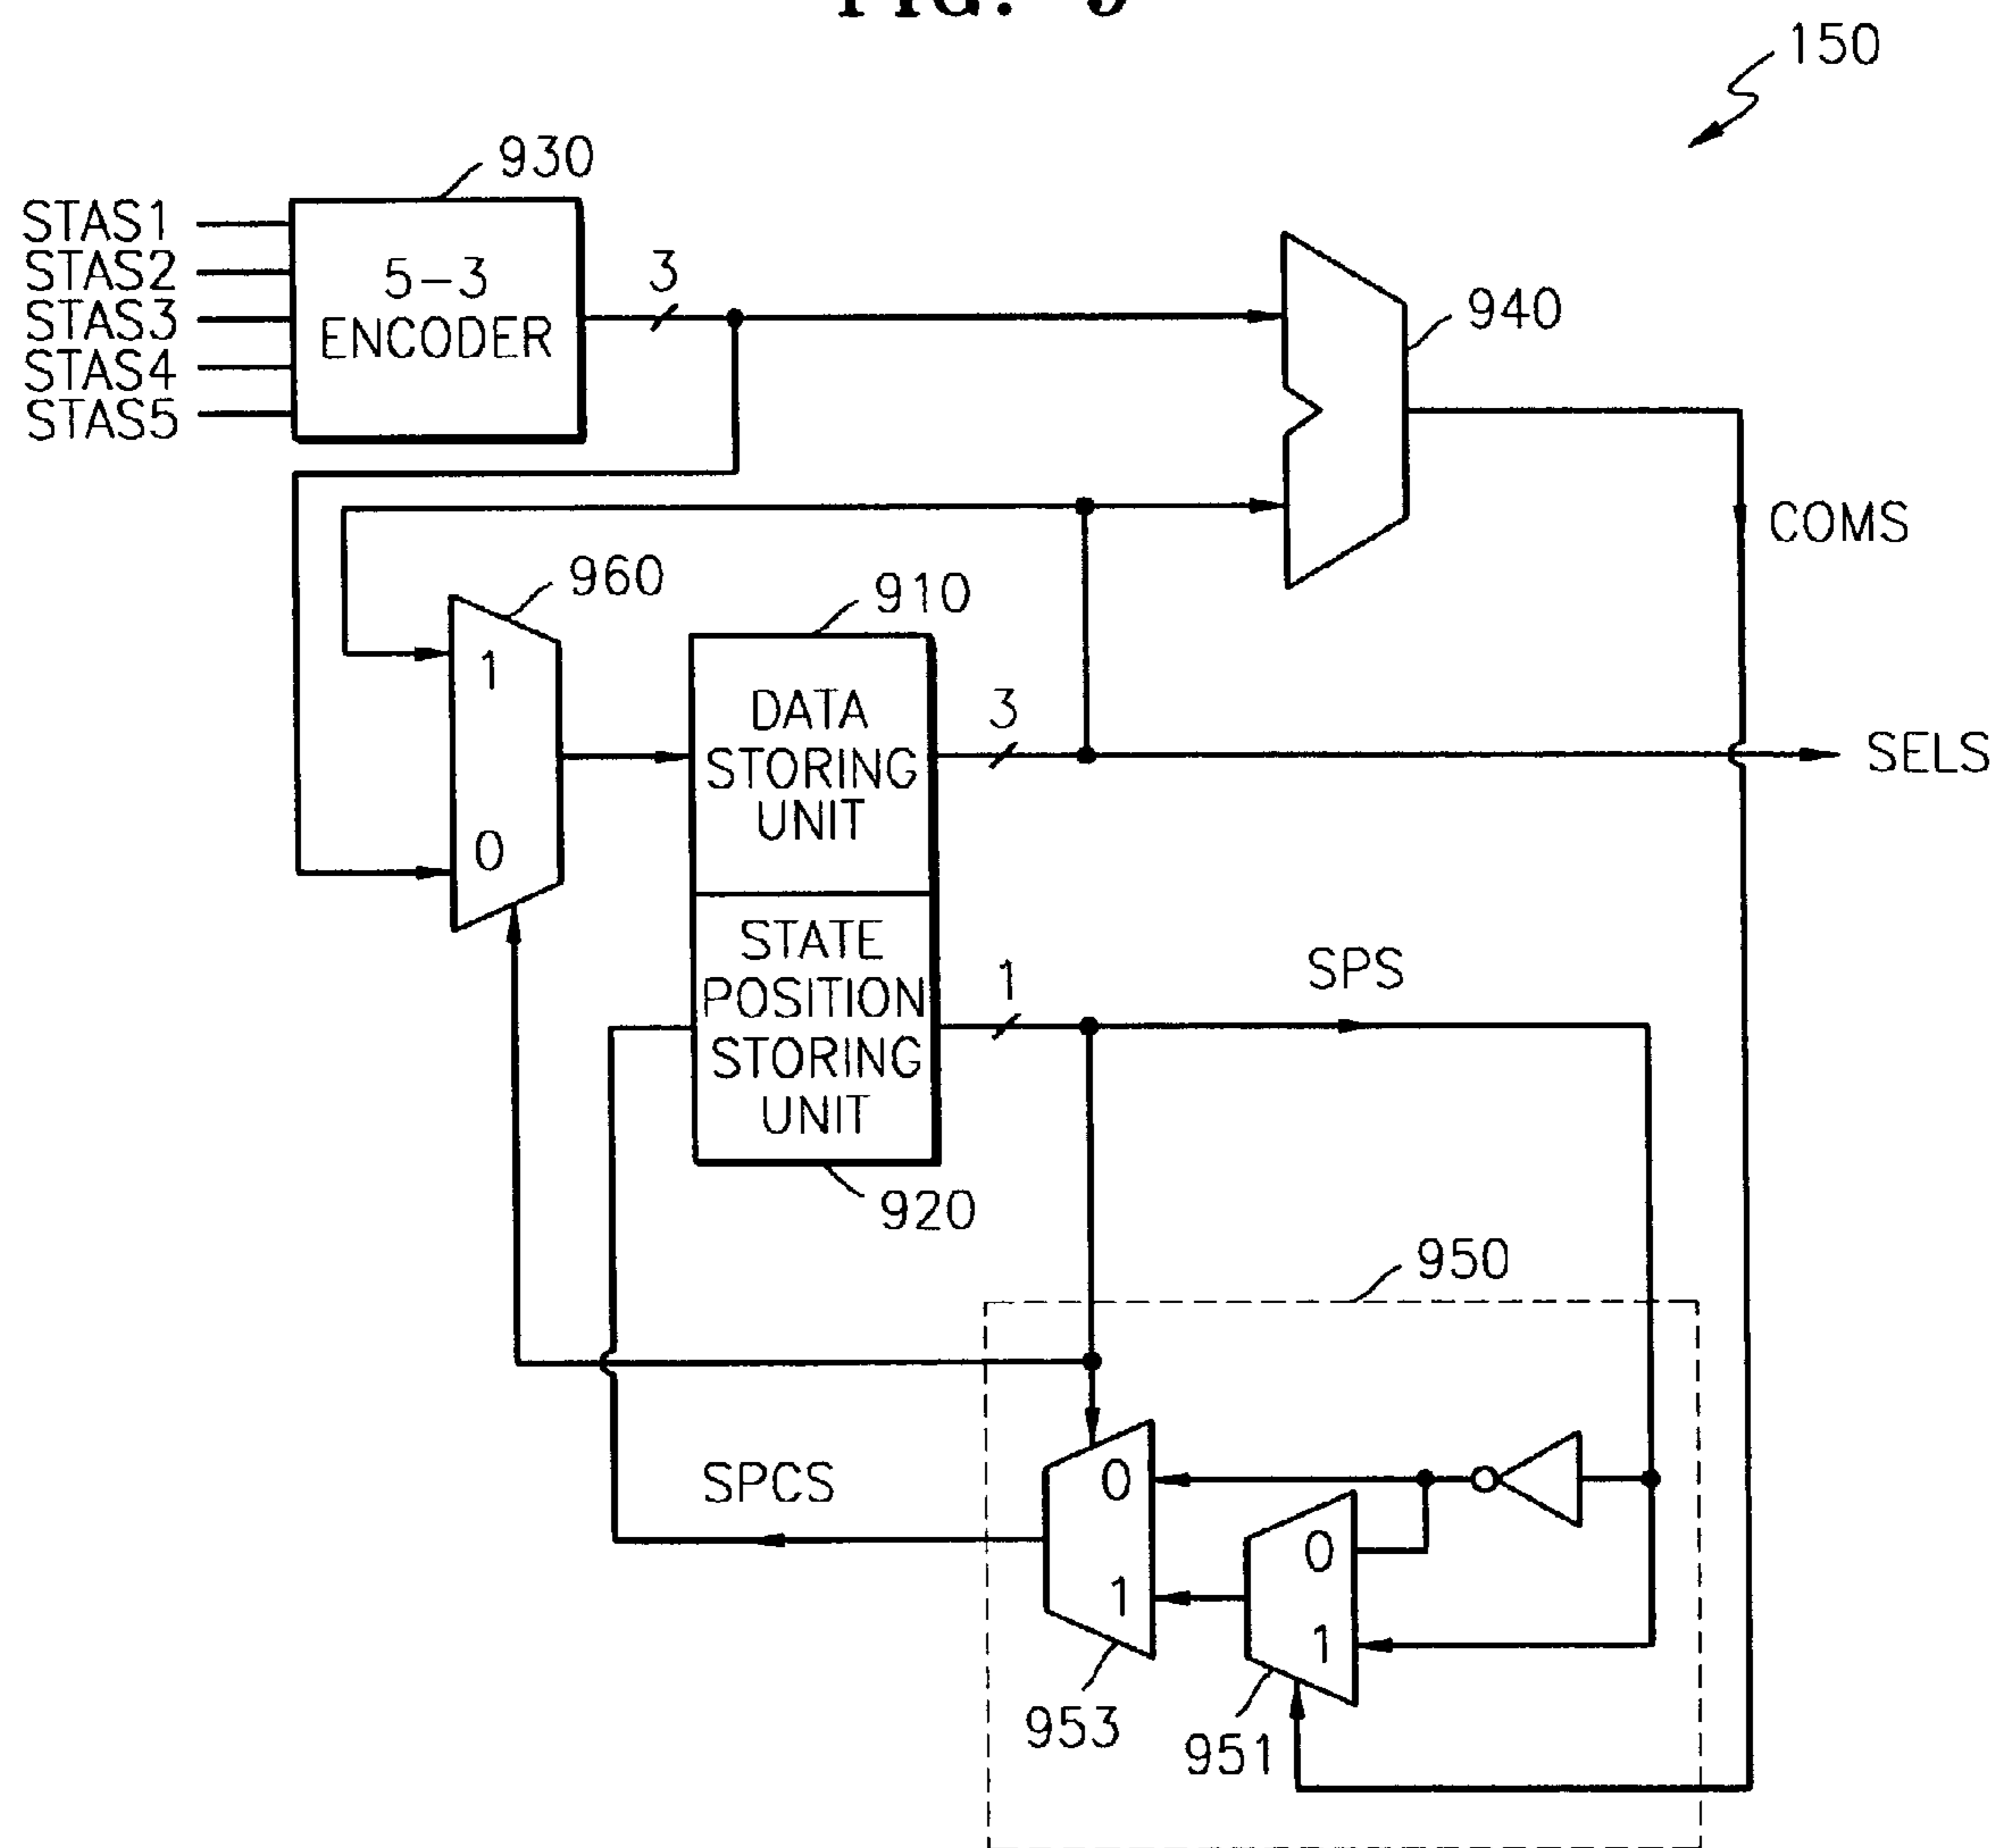 150
930
STAS1
STAS2
STAS3
STAS4
STAS5
5-3
ENCODER
3
940
COMS
960
910
1
0
DATA
STORING
UNIT
3
SELS
STATE
POSITION
STORING
UNIT
1
SPS
920
950
SPCS
0
1
0
1
953
951